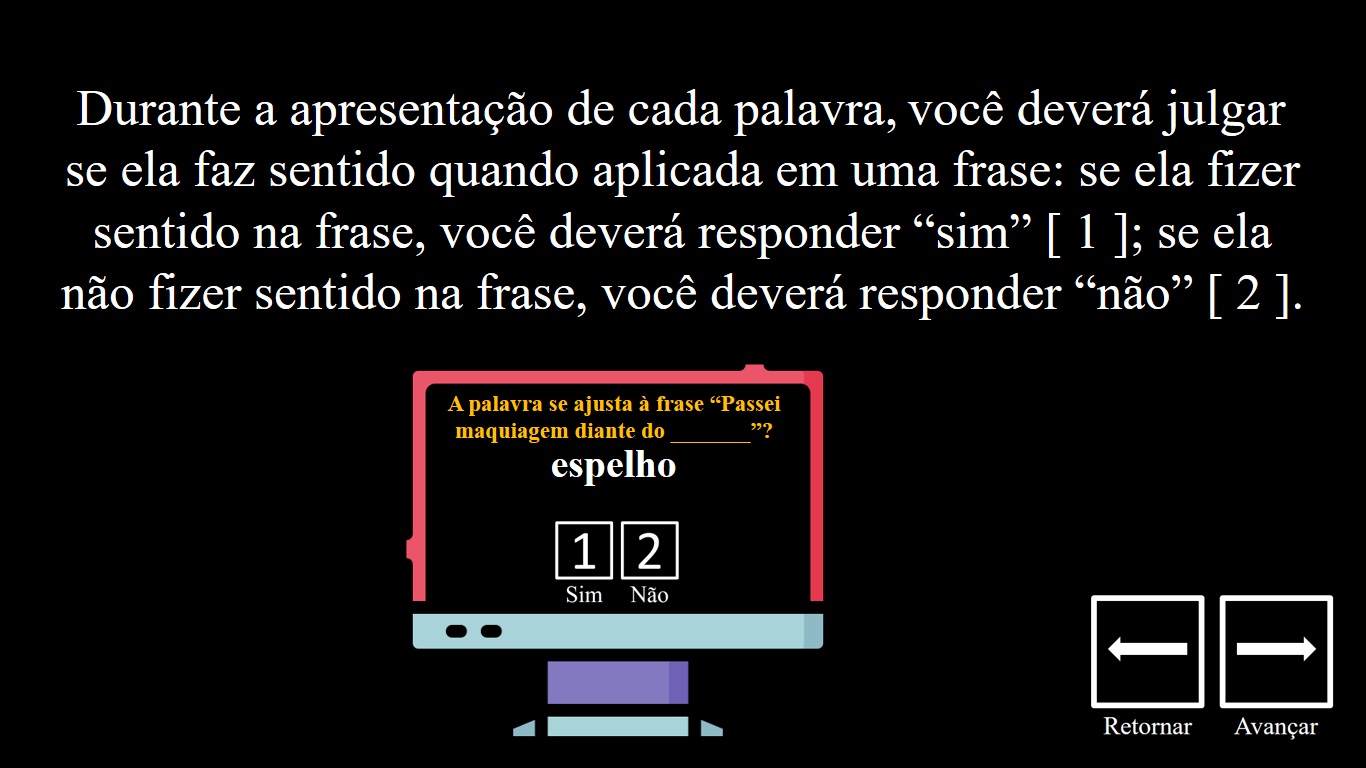 Durante a apresentação de cada palavra, você deverá julgar
se ela faz sentido quando aplicada em uma frase: se ela fizer
sentido na frase, você deverá responder “sim” [ 1 ]; se ela
não fizer sentido na frase, você deverá responder “não” [ 2 ].
A palavra se ajusta à frase “Passei
maquiagem diante do _______”?
espelho
1 2
Sim Não
Retornar Avançar